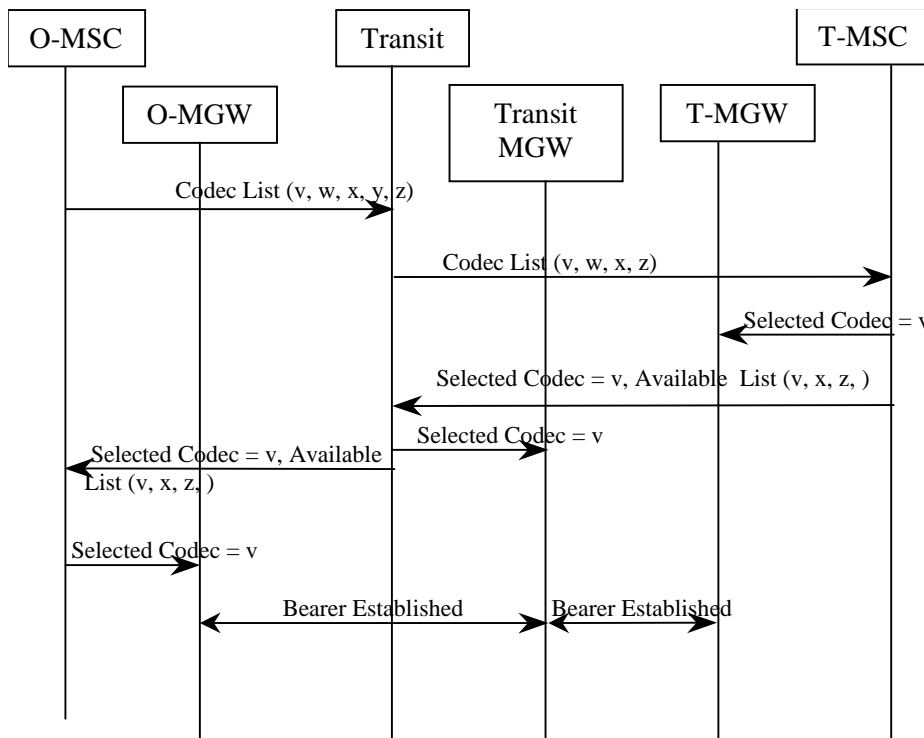 O-MSC
Transit
T-MSC
O-MGW
Transit
MGW
T-MGW
Codec List (v, w, x, y, z)
Codec List (v, w, x, z)
Selected Codec = v
Selected Codec = v, Available List (v, x, z, )
Selected Codec = v
Selected Codec = v, Available
List (v, x, z, )
Selected Codec = v
Bearer Established
Bearer Established